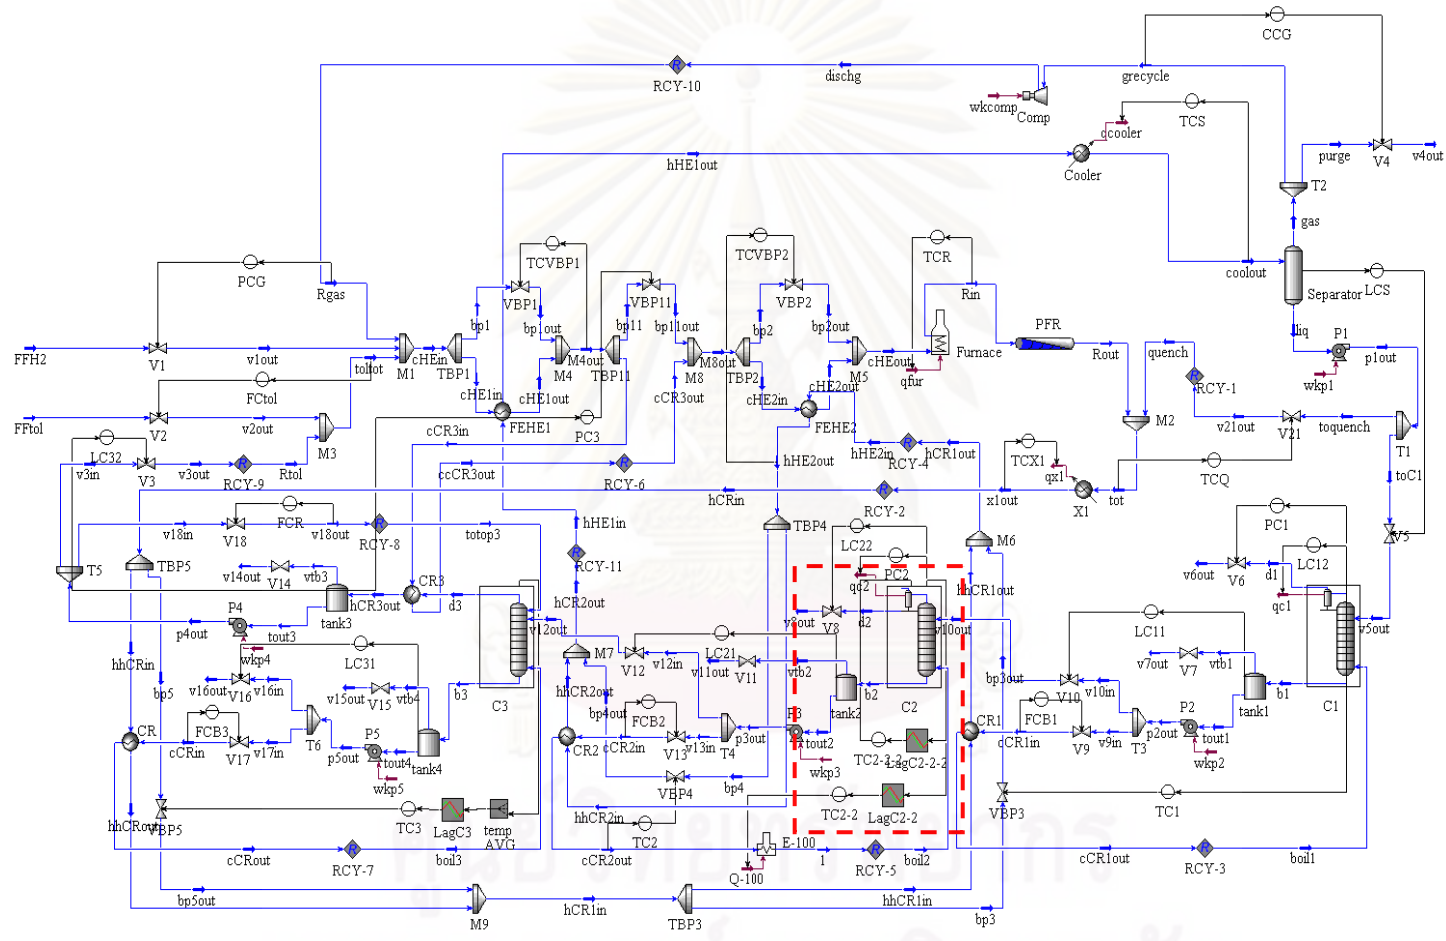 CCG
RCY-10
dischg
grecycle
wkcomp
Comp
qcooler
TCS
purge
V4
v4out
hHE1out
Cooler
T2
gas
TCVBP1
TCVBP2
TCR
PCG
Rgas
coolout
LCS
Separator
Rin
VBP1
VBP11
VBP2
bp1
bp1out
bp11
bp11out
bp2
bp2out
PFR
liq
P1
p1out
FFH2
V1
v1out
toltot
M1
cHEin
TBP1
M4
M4out
TBP11
M8
M8out
TBP2
M5
cHEout
Furnace
qfur
Rout
quench
RCY-1
wkp1
FCtol
cHE1in
cHE1out
cCR3out
cHE2in
cHE2out
FFtol
V2
v2out
M3
FEHE1
PC3
FEHE2
M2
v21out
V21
toquench
T1
cCR3in
LC32
v3in
V3
v3out
RCY-9
Rtol
ccCR3out
RCY-6
hHE2out
hHE2in
RCY-4
hCR1out
TCX1
qx1
TCQ
toC1
hCRin
RCY-2
x1out
X1
tot
FCR
v18in
V18
v18out
RCY-8
totop3
hHE1in
TBP4
LC22
M6
PC1
LC12
V5
RCY-11
TBP5
T5
v14out
V14
vtb3
CR3
hCR3out
d3
hCR2out
PC2
qc2
hhCR1out
v6out
V6
d1
qc1
tank3
P4
p4out
tout3
wkp4
v12out
v8out
V8
d2
v10out
LC11
v5out
hhCRin
bp5
LC31
M7
V12
v12in
LC21
v11out
V11
vtb2
bp3out
v7out
V7
vtb1
v16out
V16
v16in
v15out
V15
vtb4
b3
C3
hhCR2out
bp4out
b2
tank2
C2
V10
v10in
tank1
b1
C1
CR
cCRin
FCB3
V17
v17in
T6
p5out
P5
tout4
tank4
wkp5
CR2
cCR2in
FCB2
V13
v13in
T4
p3out
P3
tout2
wkp3
TC2-2-2
LagC2-2-2
CR1
cCR1in
FCB1
V9
v9in
T3
p2out
P2
tout1
wkp2
hhCRout
VBP5
TC3
LagC3
temp
AVG
hhCR2in
VBP4
bp4
TC2
TC2-2
LagC2-2
VBP3
TC1
cCRout
RCY-7
boil3
cCR2out
E-100
Q-100
1
RCY-5
boil2
cCR1out
RCY-3
boil1
bp5out
M9
hCR1in
TBP3
hhCR1in
bp3